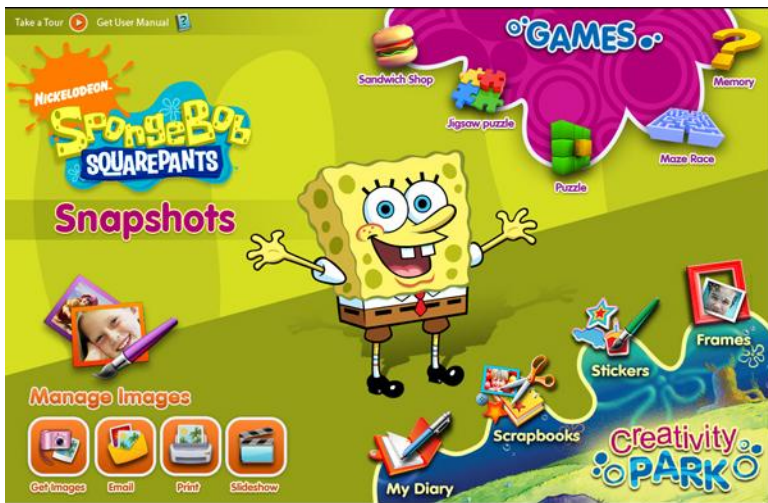 Take a Tour
Get User Manual
GAMES
Sandwich Shop
Memory
Jigsaw puzzle
Maze Race
Puzzle
NICKELODEON
SPONGEBOB
SQUAREPANTS
Snapshots
Frames
Stickers
Scrapbooks
My Diary
Creativity
PARK
Manage Images
Get Images
Email
Print
Slideshow